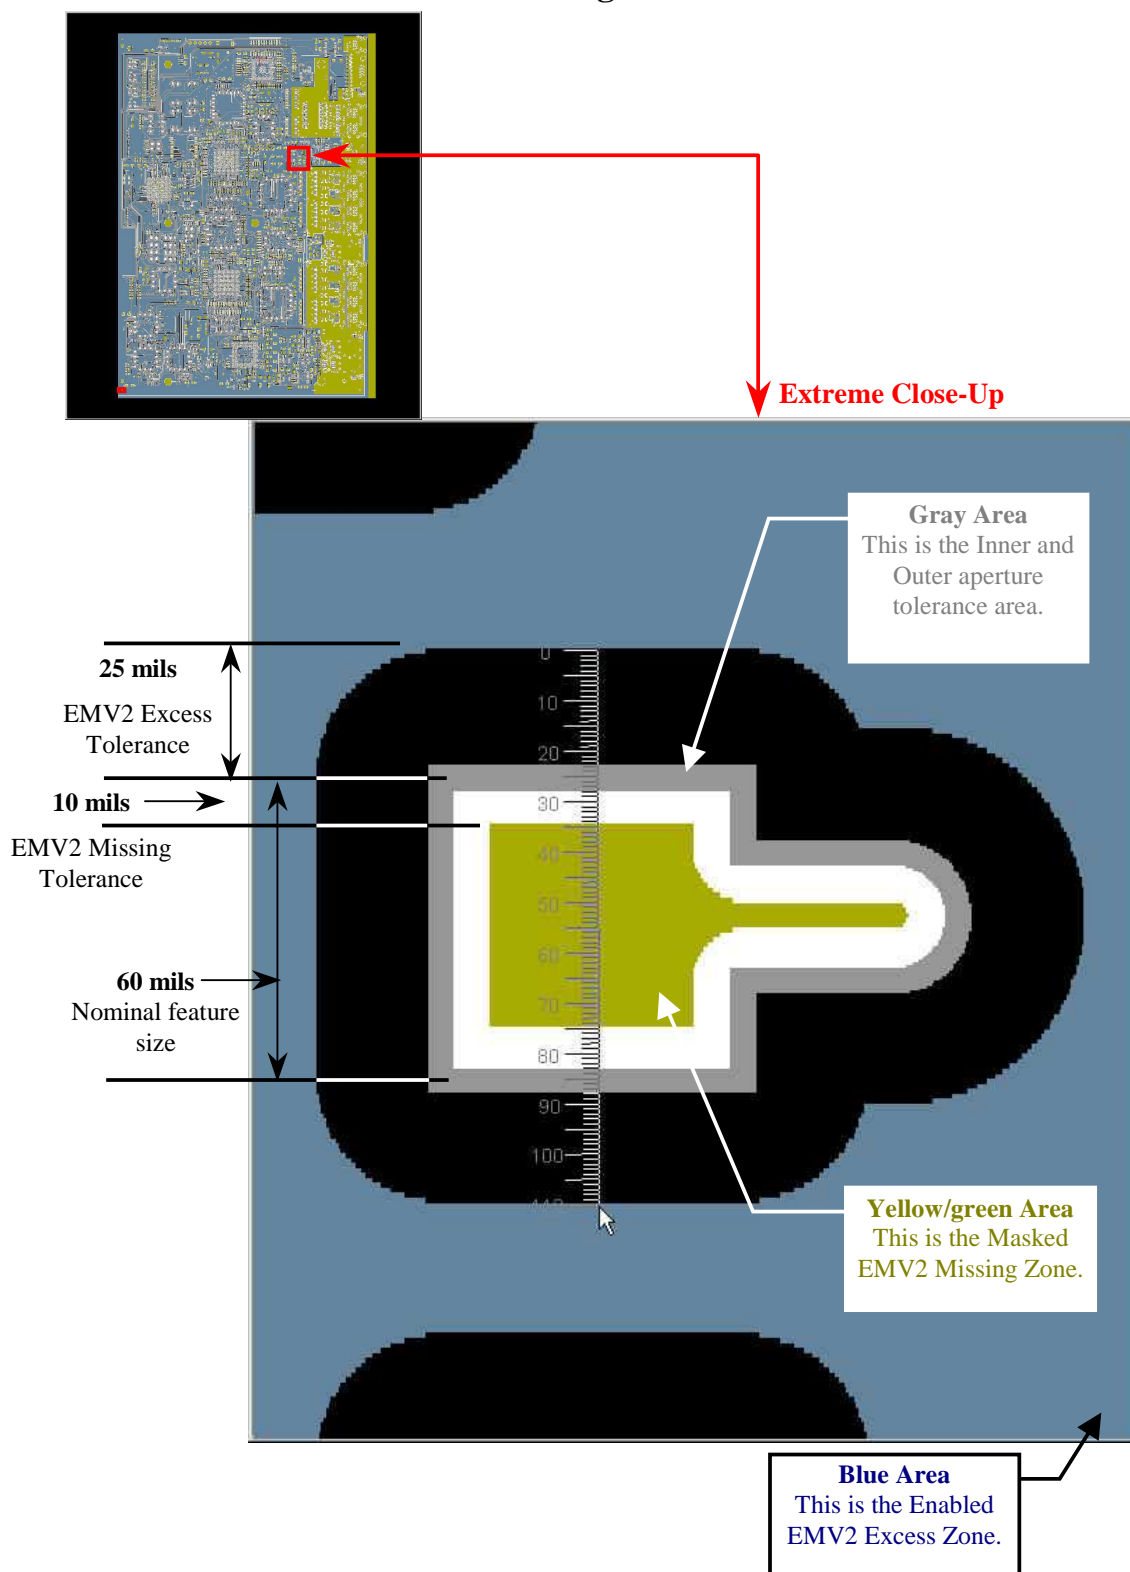 Extreme Close-Up
Gray Area
This is the Inner and
Outer aperture
tolerance area.
25 mils
EMV2 Excess
Tolerance
10 mils
EMV2 Missing
Tolerance
60 mils
Nominal feature
size
0
10
20
30
40
50
60
70
80
90
100
110
Yellow/green Area
This is the Masked
EMV2 Missing Zone.
Blue Area
This is the Enabled
EMV2 Excess Zone.